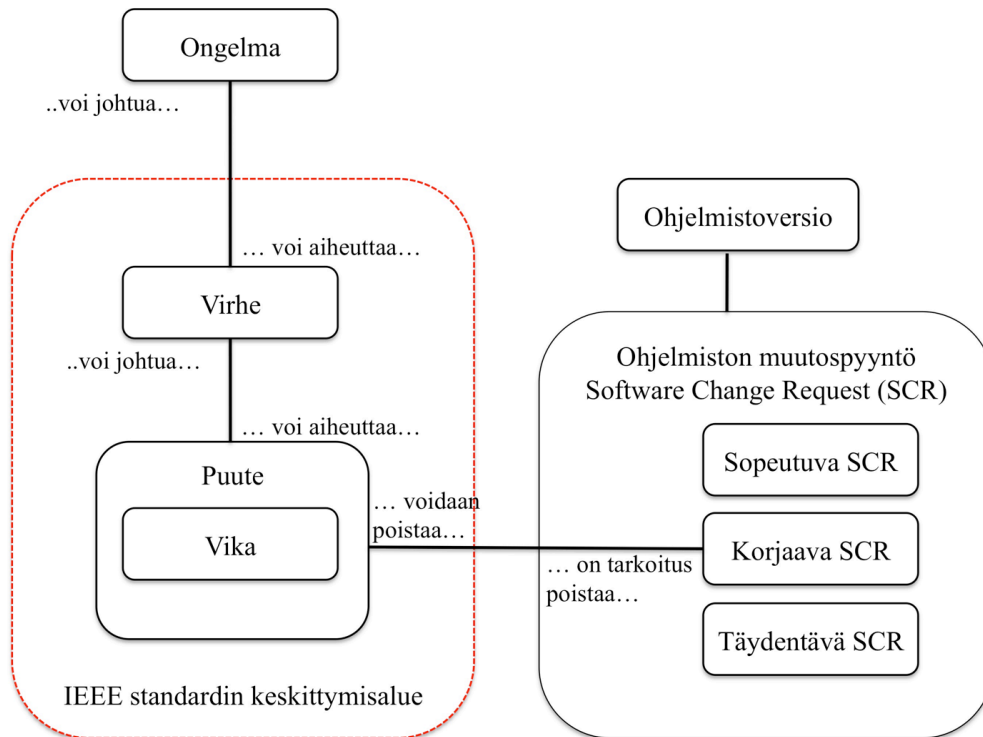 Ongelma
..voi johtua…
… voi aiheuttaa…
Virhe
..voi johtua…
… voi aiheuttaa…
Puute
Vika
… voidaan
poistaa…
IEEE standardin keskittymisalue
Ohjelmistoversio
Ohjelmiston muutospyyntö
Software Change Request (SCR)
Sopeutuva SCR
Korjaava SCR
… on tarkoitus
poistaa…
Täydentävä SCR